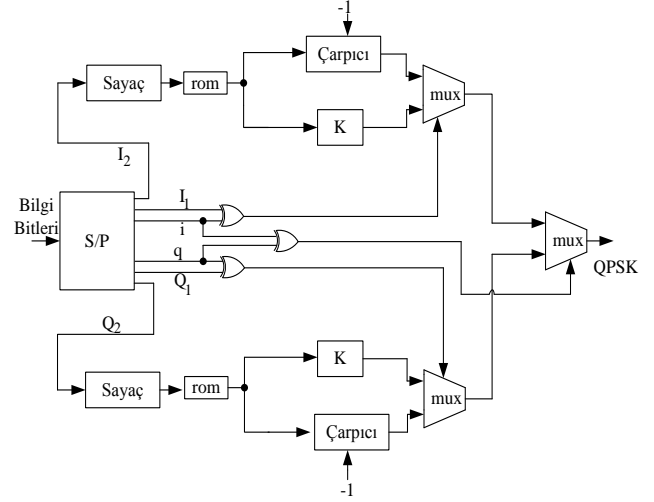 -1
Sayaç
rom
Çarpıcı
K
mux
I2
Bilgi
Bitleri
S/P
I1
i
q
Q1
mux
QPSK
Q2
Sayaç
rom
K
Çarpıcı
mux
-1